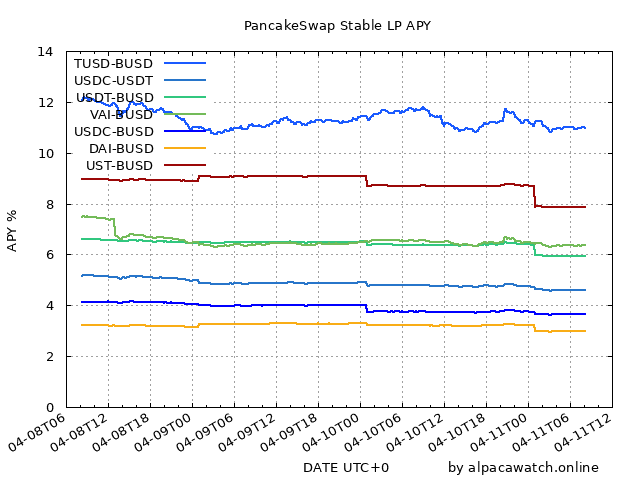 PancakeSwap Stable LP APY
14
12
10
8
6
4
2
0
APY %
TUSD-BUSD
USDC-USDT
USDT-BUSD
VAI-BUSD
USDC-BUSD
DAI-BUSD
UST-BUSD
04-08T06
04-08T12
04-08T18
04-09T00
04-09T06
04-09T12
04-09T18
04-10T00
04-10T06
04-10T12
04-10T18
04-11T00
04-11T06
04-11T12
DATE UTC+0
by alpacawatch.online